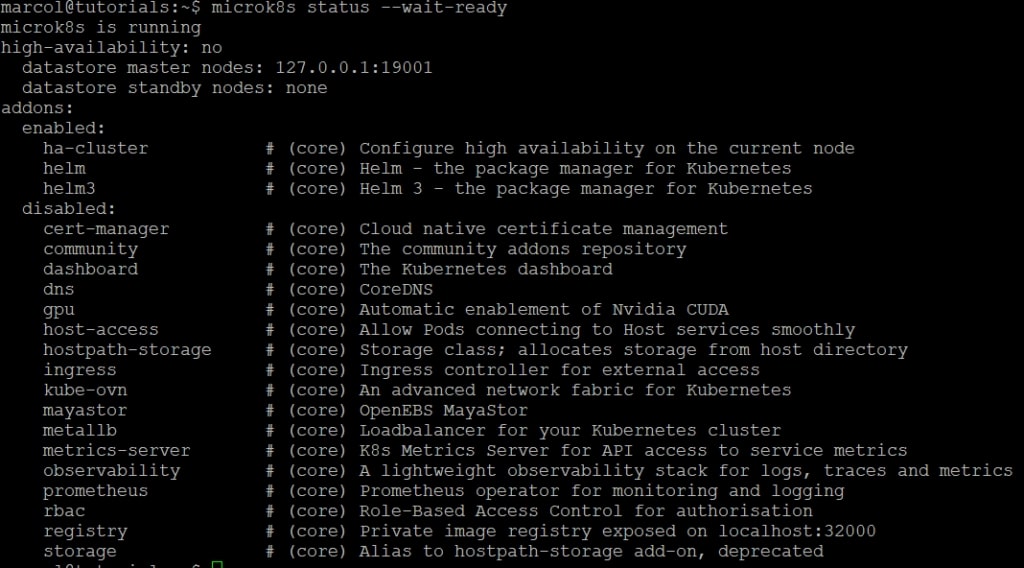 marcol@tutorials:~$ microk8s status --wait-ready
microk8s is running
high-availability: no
  datastore master nodes: 127.0.0.1:19001
  datastore standby nodes: none
addons:
  enabled:
    ha-cluster           # (core) Configure high availability on the current node
    helm                 # (core) Helm - the package manager for Kubernetes
    helm3                # (core) Helm 3 - the package manager for Kubernetes
  disabled:
    cert-manager         # (core) Cloud native certificate management
    community            # (core) The community addons repository
    dashboard            # (core) The Kubernetes dashboard
    dns                  # (core) CoreDNS
    gpu                  # (core) Automatic enablement of Nvidia CUDA
    host-access          # (core) Allow Pods connecting to Host services smoothly
    hostpath-storage     # (core) Storage class; allocates storage from host directory
    ingress              # (core) Ingress controller for external access
    kube-ovn             # (core) An advanced network fabric for Kubernetes
    mayastor             # (core) OpenEBS MayaStor
    metallb              # (core) Loadbalancer for your Kubernetes cluster
    metrics-server       # (core) K8s Metrics Server for API access to service metrics
    observability        # (core) A lightweight observability stack for logs, traces and metrics
    prometheus           # (core) Prometheus operator for monitoring and logging
    rbac                 # (core) Role-Based Access Control for authorisation
    registry             # (core) Private image registry exposed on localhost:32000
    storage              # (core) Alias to hostpath-storage add-on, deprecated